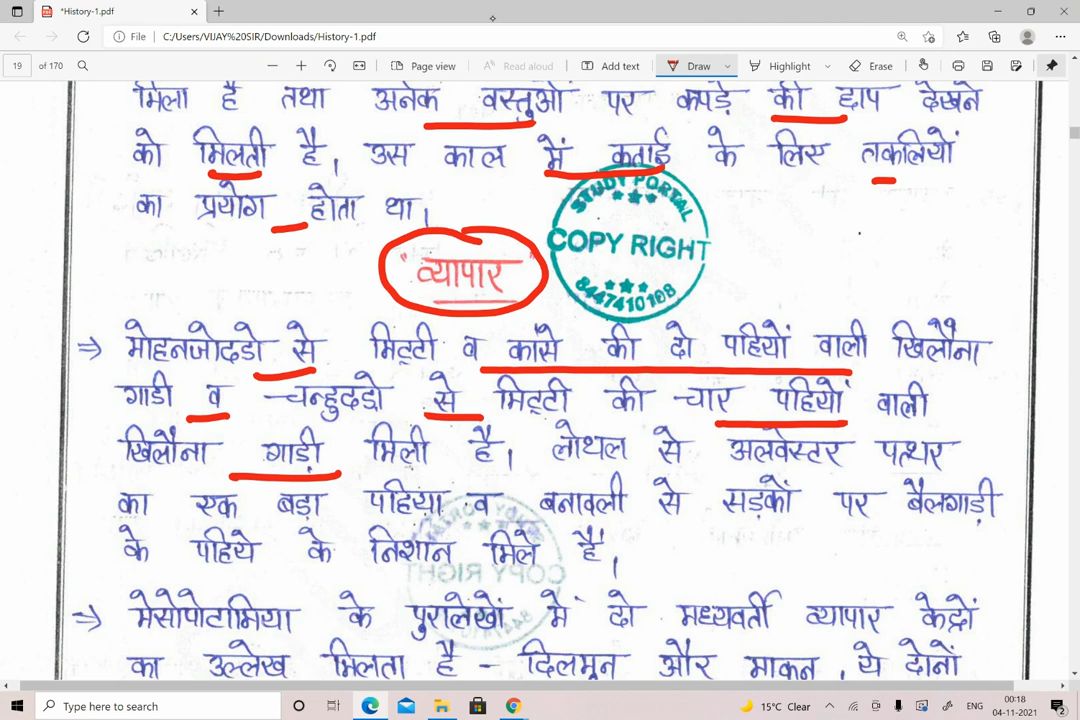 *History-1.pdf
File C:/Users/VIJAY%20SIR/Downloads/History-1.pdf
19 of 170 Page view Read aloud Add text Draw Highlight Erase
मिला है तथा अनेक वस्तुओं पर कपड़े की छाप देखने
को मिलती है, उस काल में कताई के लिए तकलियों
का प्रयोग होता था।
STUDY PORTAL
COPY RIGHT
8447410108
"व्यापार"
⇒ मोहनजोदडो से मिट्टी व कांसे की दो पहियों वाली खिलौना
गाडी व चन्हुदडो से मिट्टी की चार पहियों वाली
खिलौना गाड़ी मिली है। लोथल से अलवेस्टर पत्थर
का एक बड़ा पहिया व बनावली से सड़कों पर बैलगाड़ी
के पहिये के निशान मिले हैं।
COPY RIGHT
⇒ मेसोपोटामिया के पुरालेखों में दो मध्यवर्ती व्यापार केद्रों
का उल्लेख मिलता है - दिलमून और माकन, ये दोनों
Type here to search
15°C Clear
ENG
00:18
04-11-2021
2